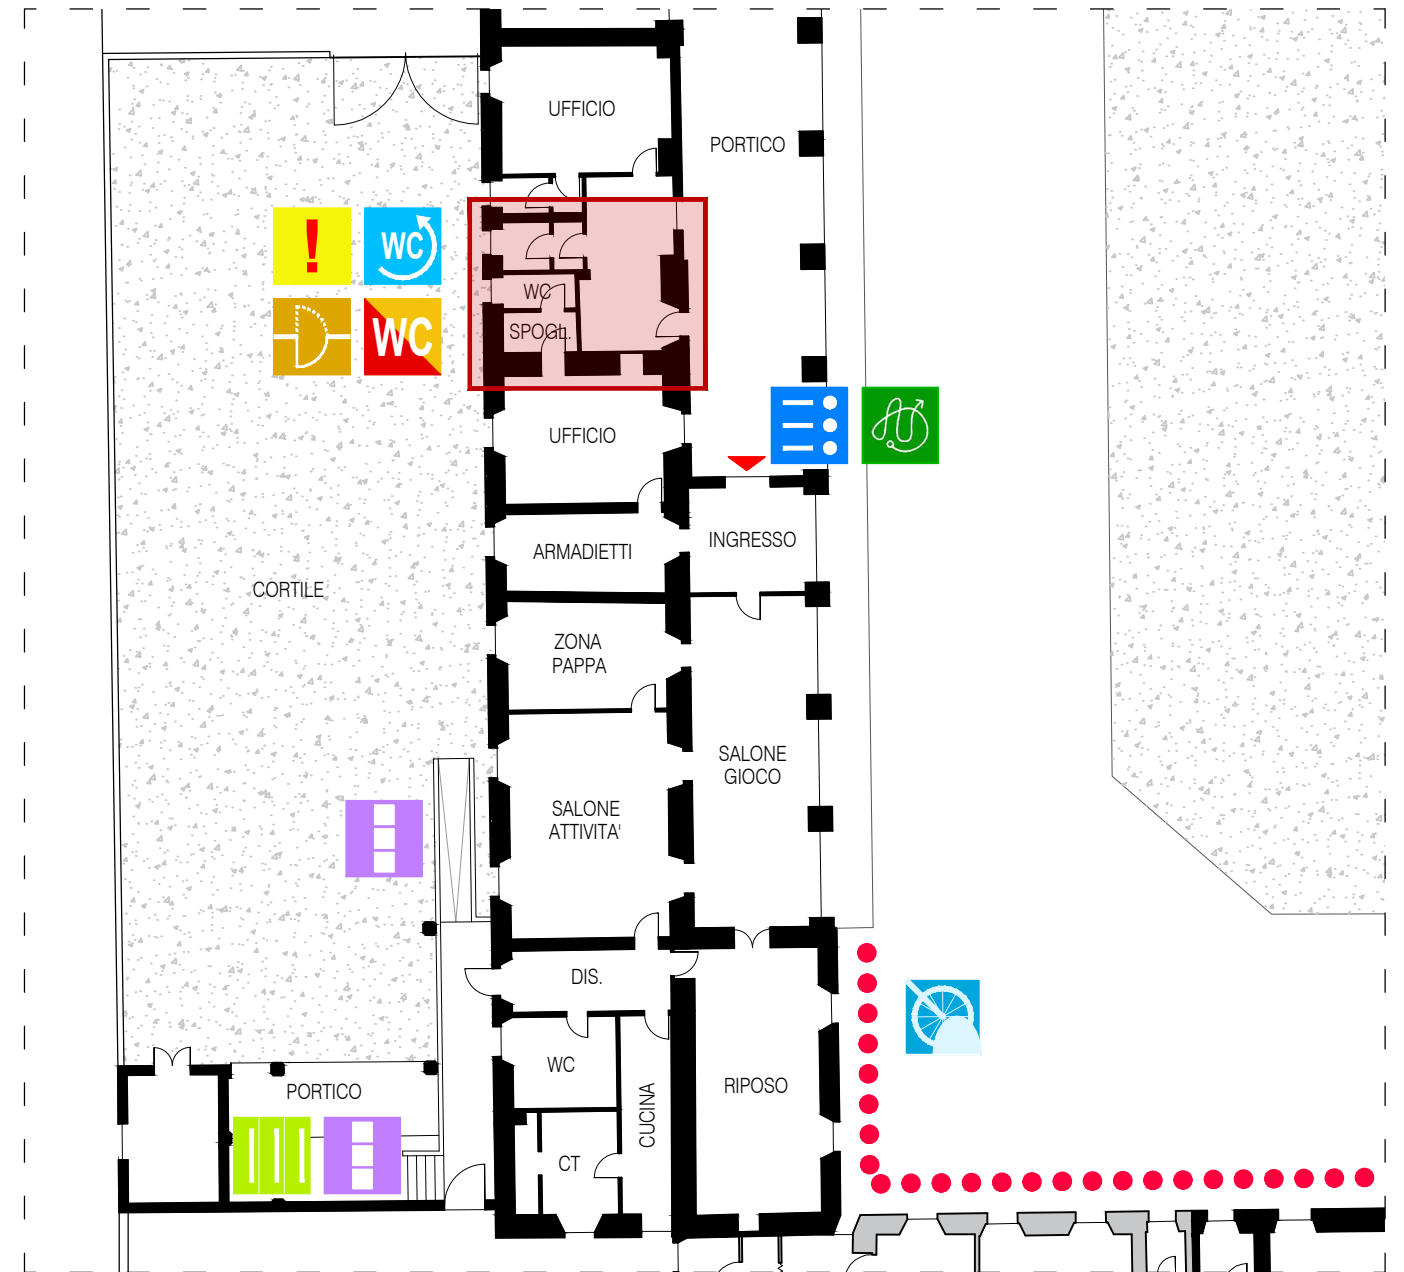 UFFICIO
PORTICO
!
WC
WC
WC
SPOGL.
UFFICIO
INGRESSO
ARMADIETTI
CORTILE
ZONA
PAPPA
SALONE
GIOCO
SALONE
ATTIVITA'
DIS.
WC
RIPOSO
PORTICO
CUCINA
CT